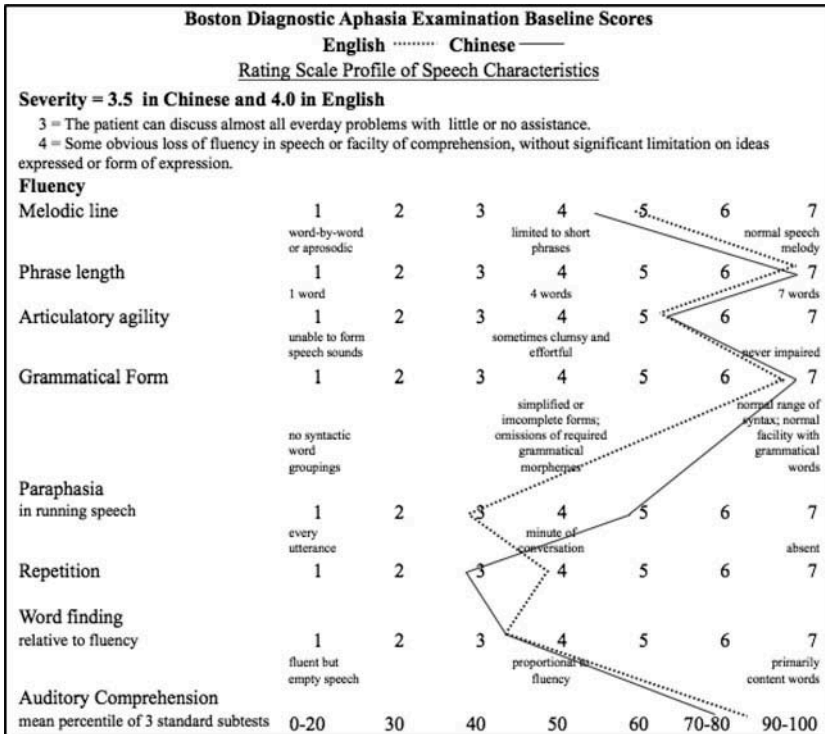 Boston Diagnostic Aphasia Examination Baseline Scores
English ········ Chinese ———
Rating Scale Profile of Speech Characteristics
Severity = 3.5 in Chinese and 4.0 in English
3 = The patient can discuss almost all everday problems with little or no assistance.
4 = Some obvious loss of fluency in speech or facilty of comprehension, without significant limitation on ideas
expressed or form of expression.
Fluency
Melodic line 1 2 3 4 5 6 7
word-by-word limited to short normal speech
or aprosodic phrases melody
Phrase length 1 2 3 4 5 6 7
1 word 4 words 7 words
Articulatory agility 1 2 3 4 5 6 7
unable to form sometimes clumsy and never impaired
speech sounds and effortful
Grammatical Form 1 2 3 4 5 6 7
simplified or normal range of
imcomplete forms; syntax; normal
no syntactic omissions of required facility with
word grammatical grammatical
groupings morphemes words
Paraphasia
in running speech 1 2 3 4 5 6 7
every minute of absent
utterance conversation
Repetition 1 2 3 4 5 6 7
Word finding
relative to fluency 1 2 3 4 5 6 7
fluent but proportional to primarily
empty speech fluency content words
Auditory Comprehension
mean percentile of 3 standard subtests 0-20 30 40 50 60 70-80 90-100